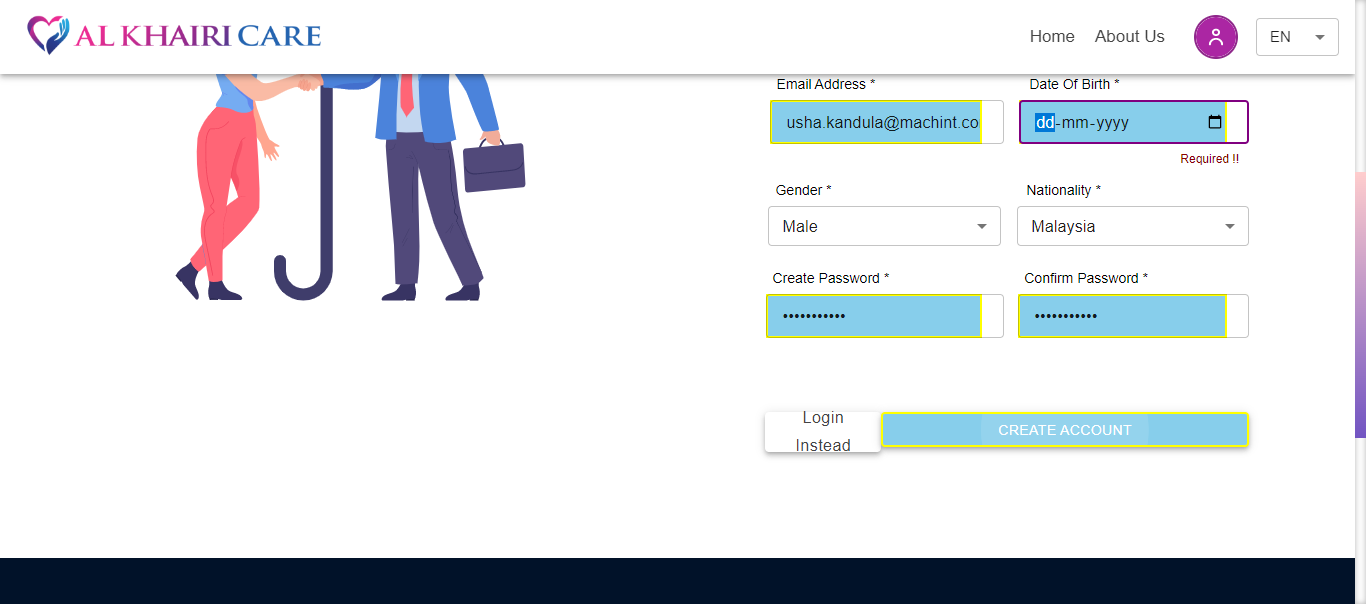 AL KHAIRI CARE
Home
About Us
EN
Email Address *
Date Of Birth *
usha.kandula@machint.co
dd-mm-yyyy
Required !!
Gender *
Nationality *
Male
Malaysia
Create Password *
Confirm Password *
•••••••••••
•••••••••••
Login
Instead
CREATE ACCOUNT